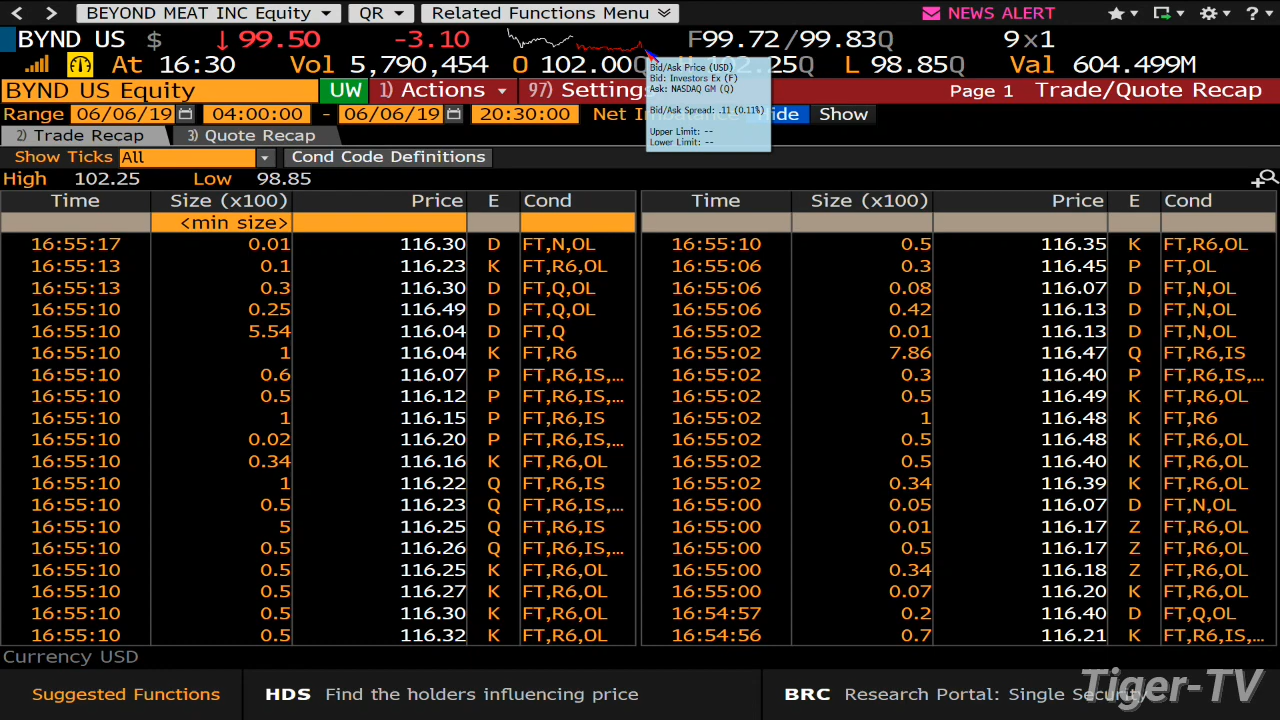 BEYOND MEAT INC Equity QR Related Functions Menu NEWS ALERT ?
BYND US $ ↓99.50 -3.10 F99.72/99.83Q 9x1
At 16:30 Vol 5,790,454 O 102.00Q 2.25Q L 98.85Q Val 604.499M
BYND US Equity UW 1) Actions 97) Settings Page 1 Trade/Quote Recap
Range 06/06/19 04:00:00 - 06/06/19 20:30:00 Net Imbalance Hide Show
Bid/Ask Price (USD)
Bid: Investors Ex (F)
Ask: NASDAQ GM (Q)
Bid/Ask Spread: .11 (0.11%)
Upper Limit: --
Lower Limit: --
2) Trade Recap 3) Quote Recap
Show Ticks All Cond Code Definitions
High 102.25 Low 98.85
Time Size (x100) Price E Cond Time Size (x100) Price E Cond
<min size>
16:55:17 0.01 116.30 D FT,N,OL 16:55:10 0.5 116.35 K FT,R6,OL
16:55:13 0.1 116.23 K FT,R6,OL 16:55:06 0.3 116.45 P FT,OL
16:55:13 0.3 116.30 D FT,Q,OL 16:55:06 0.08 116.07 D FT,N,OL
16:55:10 0.25 116.49 D FT,Q,OL 16:55:06 0.42 116.13 D FT,N,OL
16:55:10 5.54 116.04 D FT,Q 16:55:02 0.01 116.13 D FT,N,OL
16:55:10 1 116.04 K FT,R6 16:55:02 7.86 116.47 Q FT,R6,IS
16:55:10 0.6 116.07 P FT,R6,IS,... 16:55:02 0.3 116.40 P FT,R6,IS,...
16:55:10 0.5 116.12 P FT,R6,IS,... 16:55:02 0.5 116.49 K FT,R6,OL
16:55:10 1 116.15 P FT,R6,IS 16:55:02 1 116.48 K FT,R6
16:55:10 0.02 116.20 P FT,R6,IS,... 16:55:02 0.5 116.48 K FT,R6,OL
16:55:10 0.34 116.16 K FT,R6,OL 16:55:02 0.5 116.40 K FT,R6,OL
16:55:10 1 116.22 Q FT,R6,IS 16:55:02 0.34 116.39 K FT,R6,OL
16:55:10 0.5 116.23 Q FT,R6,IS,... 16:55:00 0.05 116.07 D FT,N,OL
16:55:10 5 116.25 Q FT,R6,IS 16:55:00 0.01 116.17 Z FT,R6,OL
16:55:10 0.5 116.26 Q FT,R6,IS,... 16:55:00 0.5 116.17 Z FT,R6,OL
16:55:10 0.5 116.25 K FT,R6,OL 16:55:00 0.34 116.18 Z FT,R6,OL
16:55:10 0.5 116.27 K FT,R6,OL 16:55:00 0.07 116.20 K FT,R6,OL
16:55:10 0.5 116.30 K FT,R6,OL 16:54:57 0.2 116.40 D FT,Q,OL
16:55:10 0.5 116.32 K FT,R6,OL 16:54:56 0.7 116.21 K FT,R6,IS,...
Currency USD
Suggested Functions HDS Find the holders influencing price BRC Research Portal: Single Security
Tiger-TV